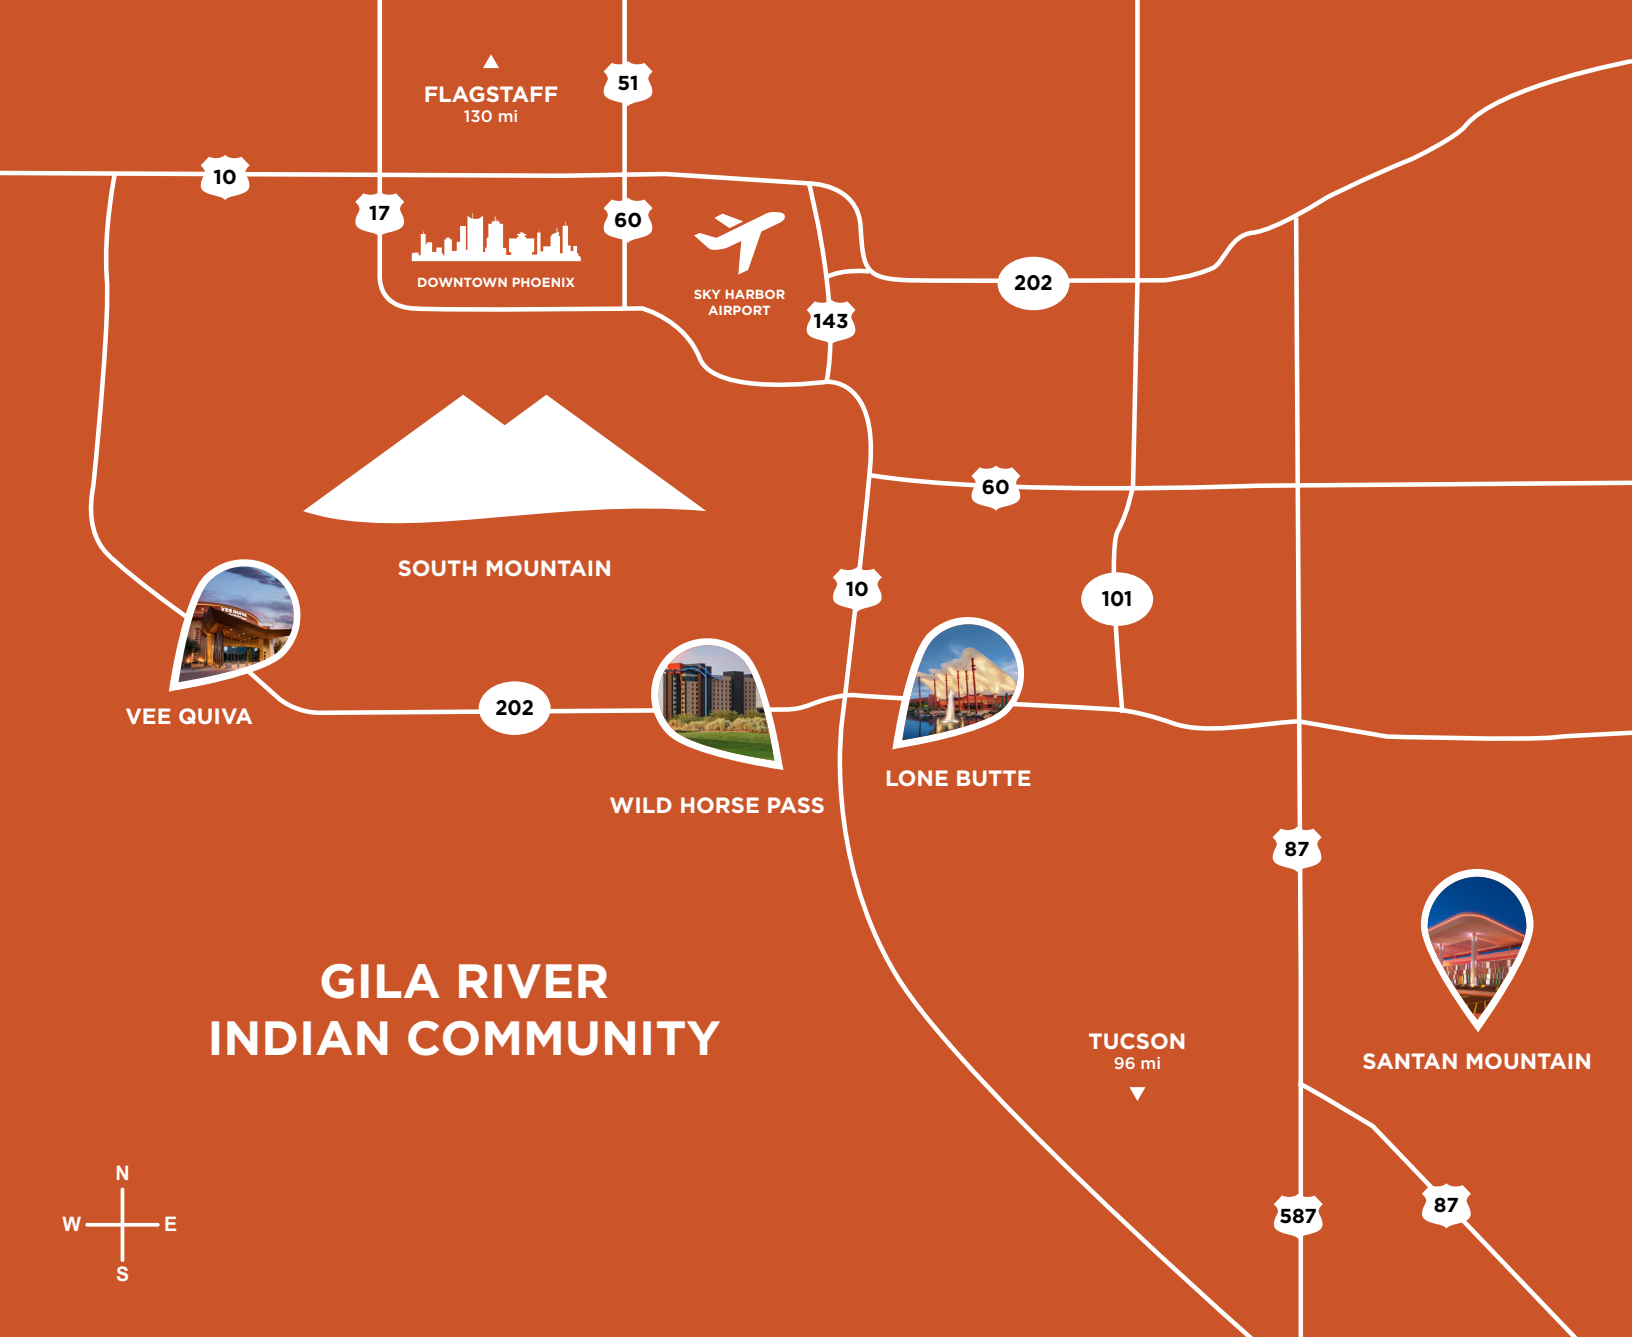 51
FLAGSTAFF
130 mi
10
17
60
DOWNTOWN PHOENIX
SKY HARBOR
AIRPORT
202
143
60
SOUTH MOUNTAIN
10
101
VEE QUIVA
VEE QUIVA
202
WILD HORSE PASS
LONE BUTTE
87
GILA RIVER
INDIAN COMMUNITY
TUCSON
96 mi
SANTAN MOUNTAIN
N
W E
S
587
87